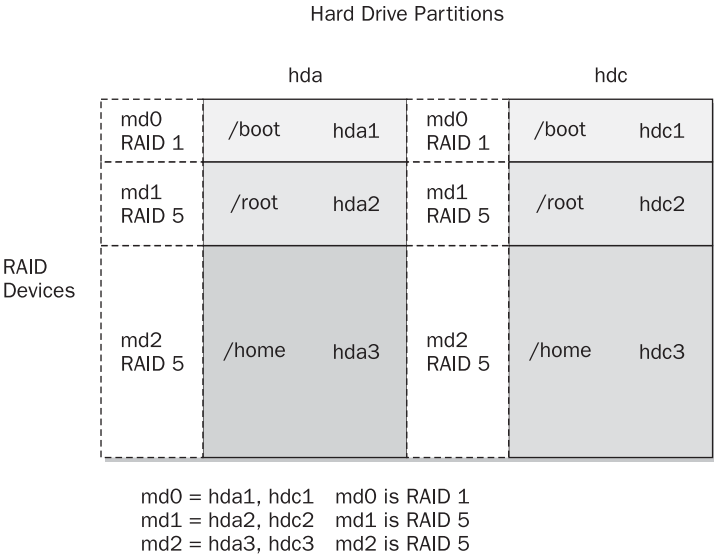 Hard Drive Partitions
hda hdc
md0 /boot hda1 md0 /boot hdc1
RAID 1 RAID 1
md1 /root hda2 md1 /root hdc2
RAID 5 RAID 5
RAID
Devices
md2 /home hda3 md2 /home hdc3
RAID 5 RAID 5
md0 = hda1, hdc1 md0 is RAID 1
md1 = hda2, hdc2 md1 is RAID 5
md2 = hda3, hdc3 md2 is RAID 5